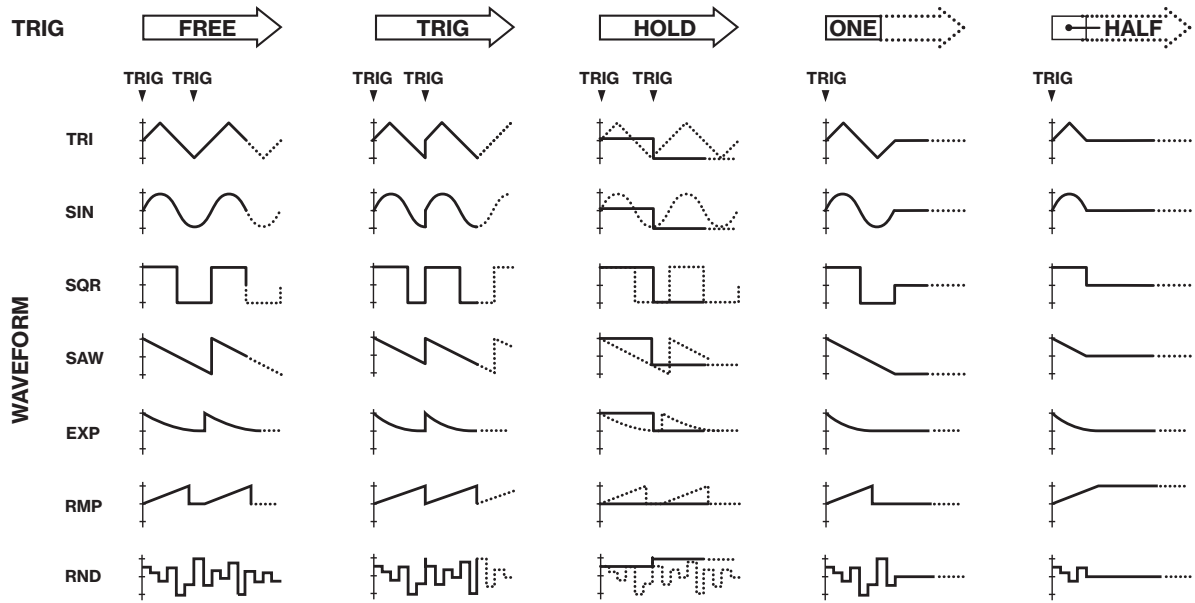 TRIG FREE TRIG HOLD ONE HALF
TRIG TRIG TRIG TRIG TRIG TRIG TRIG TRIG
WAVEFORM
TRI
SIN
SQR
SAW
EXP
RMP
RND